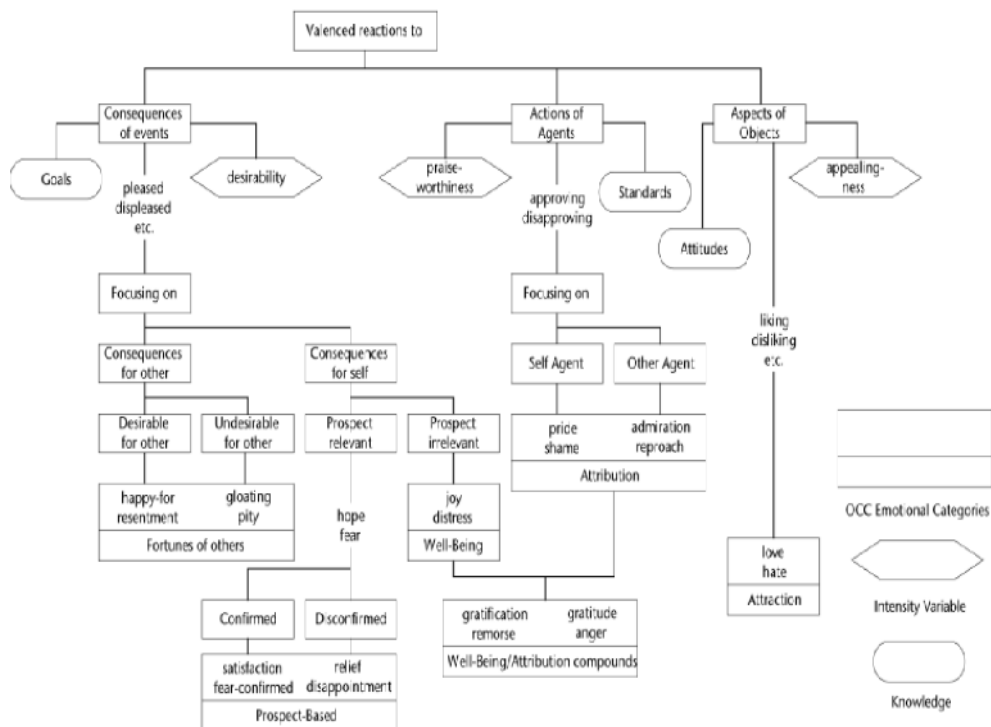 Valenced reactions to
Consequences
of events
Actions of
Agents
Aspects of
Objects
Goals
desirability
praise-
worthiness
Standards
appealing-
ness
Attitudes
pleased
displeased
etc.
approving
disapproving
Focusing on
Focusing on
liking
disliking
etc.
Consequences
for other
Consequences
for self
Self Agent
Other Agent
Desirable
for other
Undesirable
for other
Prospect
relevant
Prospect
irrelevant
pride
shame
admiration
reproach
Attribution
happy-for
resentment
gloating
pity
Fortunes of others
hope
fear
joy
distress
Well-Being
OCC Emotional Categories
love
hate
Attraction
Intensity Variable
Confirmed
Disconfirmed
gratification
remorse
gratitude
anger
Well-Being/Attribution compounds
satisfaction
fear-confirmed
relief
disappointment
Prospect-Based
Knowledge